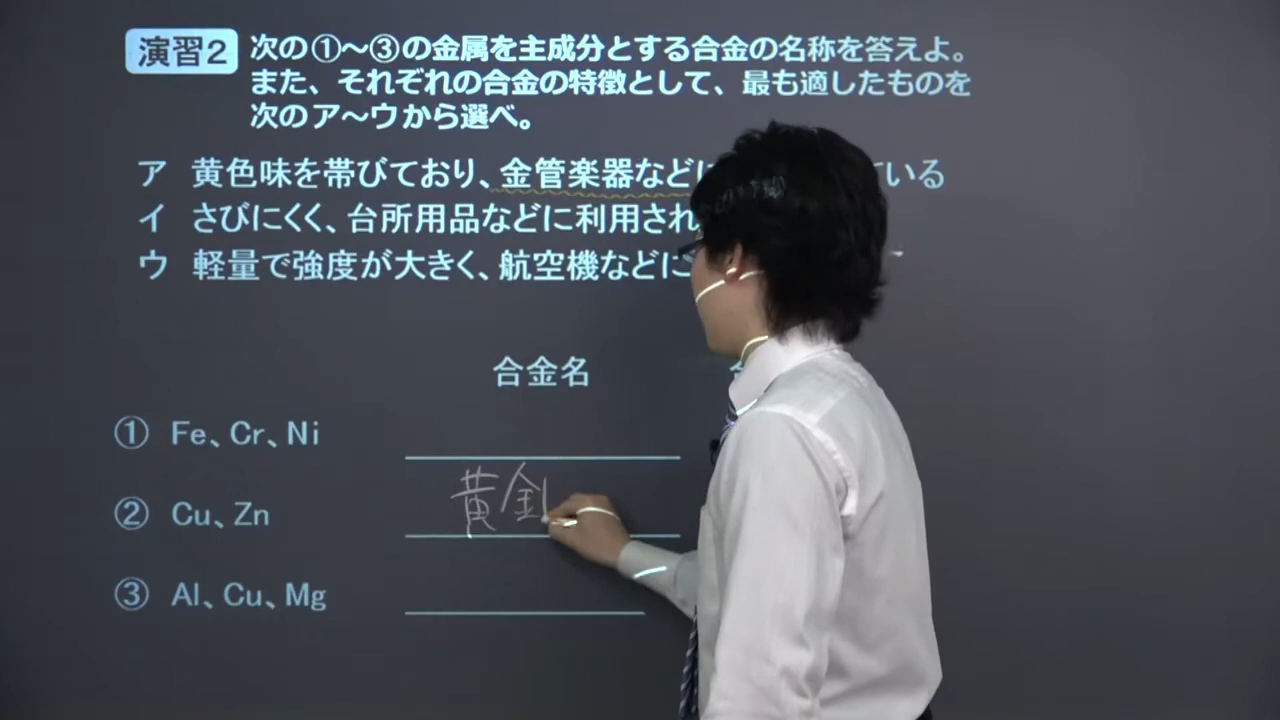 演習2
次の①～③の金属を主成分とする合金の名称を答えよ。
また、それぞれの合金の特徴として、最も適したものを
次のア～ウから選べ。
ア 黄色味を帯びており、金管楽器などに いる
イ さびにくく、台所用品などに利用され
ウ 軽量で強度が大きく、航空機などに
合金名
① Fe、Cr、Ni
② Cu、Zn 黄金
③ Al、Cu、Mg